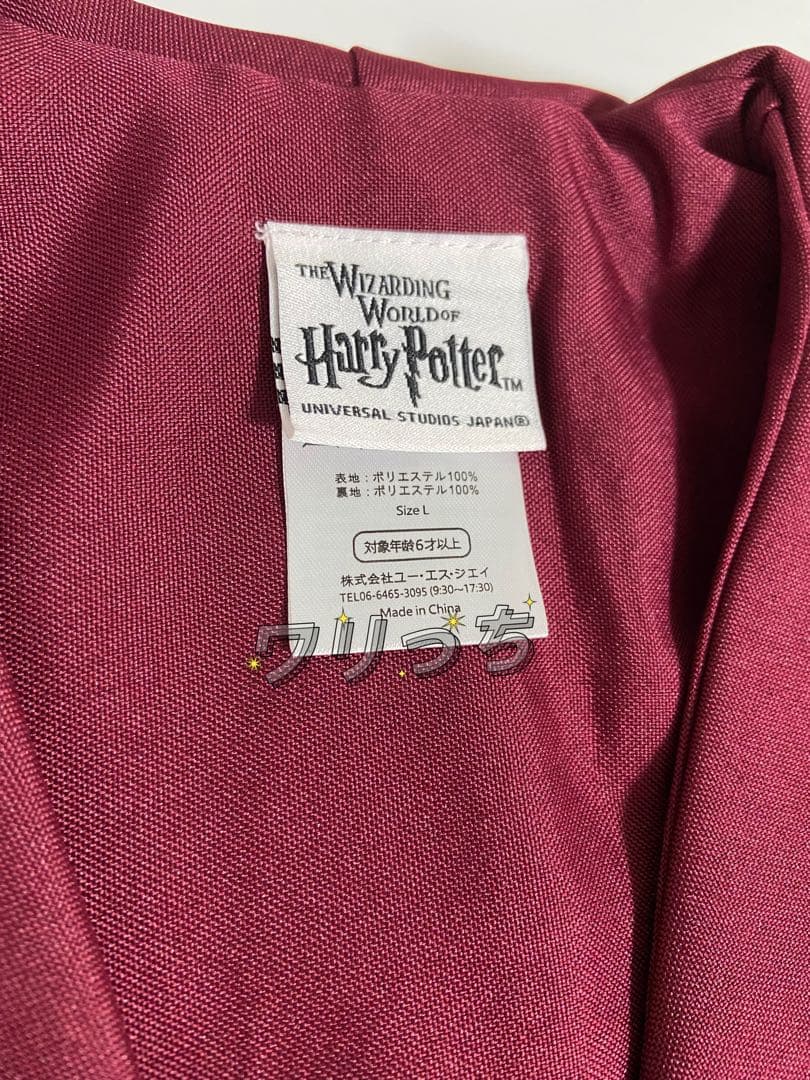 THE WIZARDING
WORLD OF
Harry Potter TM
UNIVERSAL STUDIOS JAPAN®
表地：ポリエステル100%
裏地：ポリエステル100%
Size L
対象年齢6才以上
株式会社ユー・エス・ジェイ
TEL06-6465-3095 (9:30～17:30)
Made in China
ワリっち